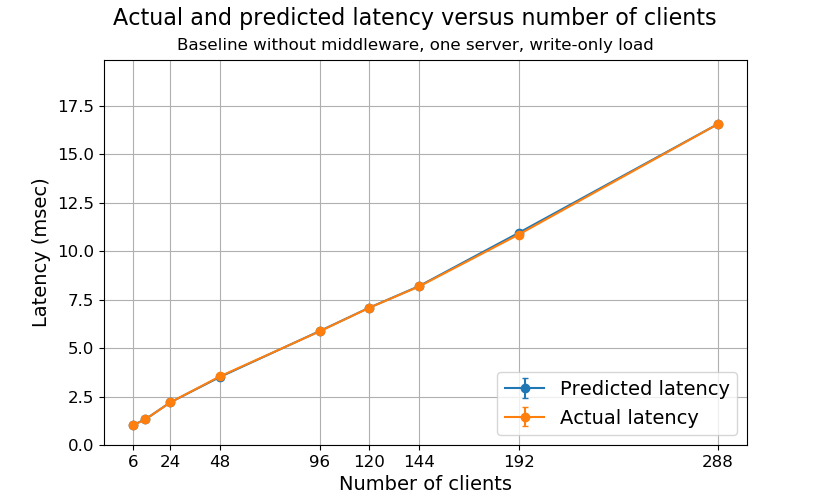 Actual and predicted latency versus number of clients
Baseline without middleware, one server, write-only load
17.5
15.0
12.5
10.0
7.5
5.0
2.5
0.0
Latency (msec)
Predicted latency
Actual latency
6 24 48 96 120 144 192 288
Number of clients